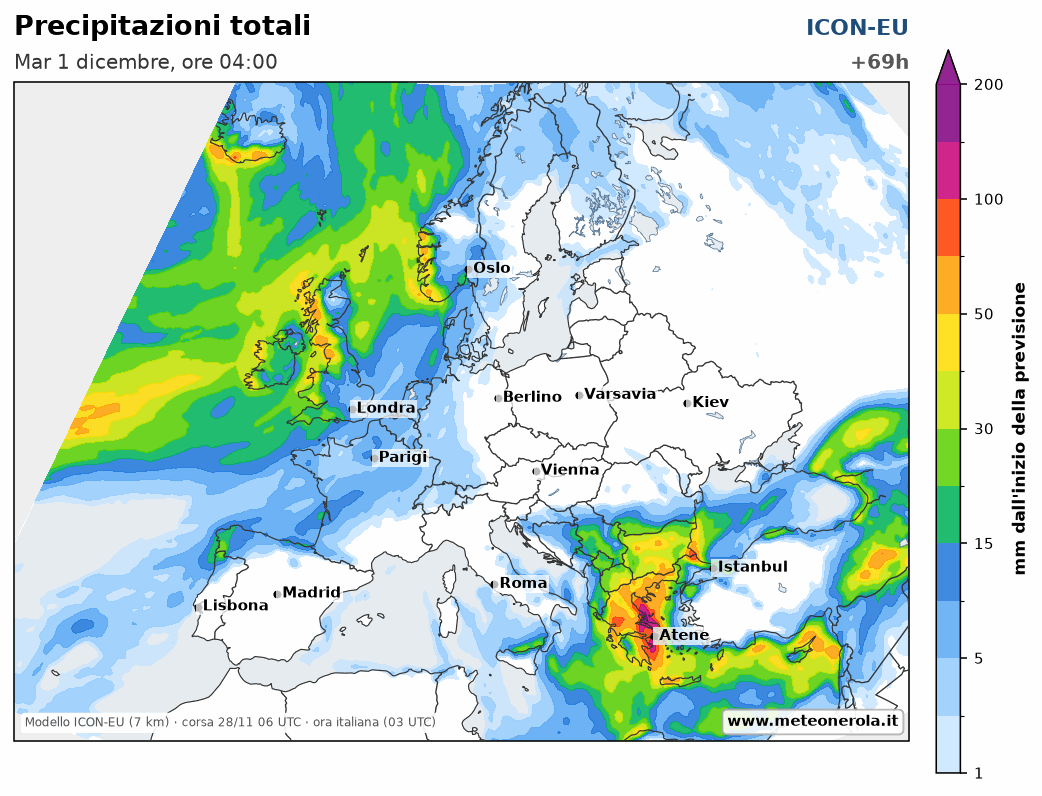 Precipitazioni totali
ICON-EU
Mar 1 dicembre, ore 04:00
+69h
200
100
50
30
15
5
1
mm dall'inizio della previsione
Oslo
Berlino
Varsavia
Kiev
Londra
Parigi
Vienna
Istanbul
Roma
Madrid
Lisbona
Atene
Modello ICON-EU (7 km) · corsa 28/11 06 UTC · ora italiana (03 UTC)
www.meteonerola.it